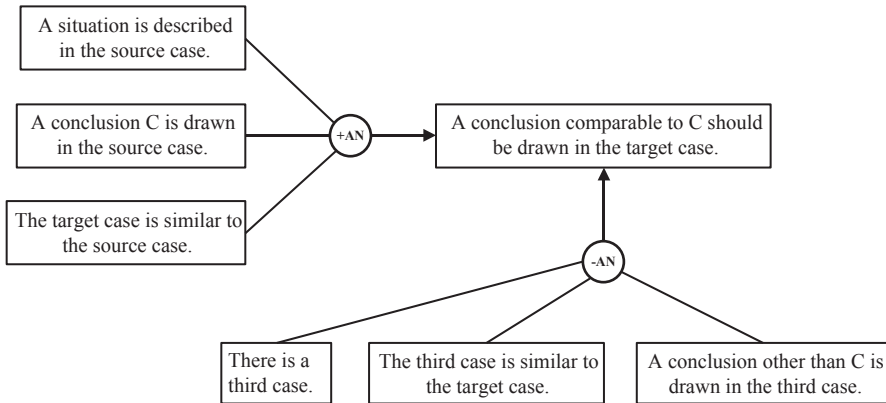 A situation is described
in the source case.
A conclusion C is drawn
in the source case.
+AN
A conclusion comparable to C should
be drawn in the target case.
The target case is similar to
the source case.
-AN
There is a
third case.
The third case is similar to
the target case.
A conclusion other than C is
drawn in the third case.